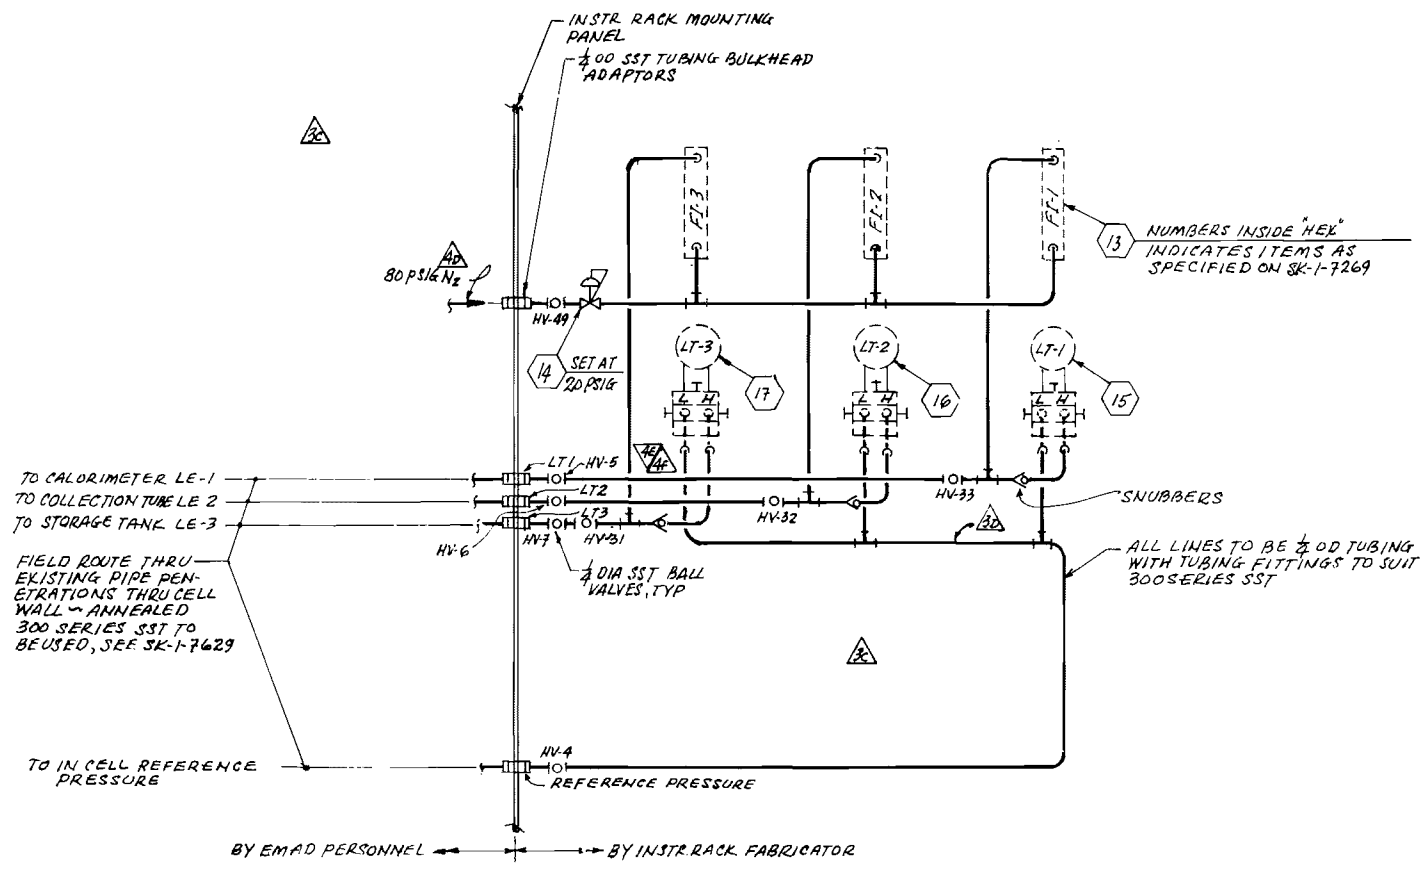 INSTR RACK MOUNTING
PANEL
1/4 OD SST TUBING BULKHEAD
ADAPTORS
3C
FI-3
FI-2
FI-1
13
NUMBERS INSIDE "HEX"
INDICATES ITEMS AS
SPECIFIED ON SK-1-7269
4D
80 PSIG N2
HV-49
14
SET AT
20 PSIG
LT-3
LT-2
LT-1
17
16
15
L H
L H
L H
4E
4F
TO CALORIMETER LE-1
TO COLLECTION TUBE LE 2
TO STORAGE TANK LE-3
LT1
HV-5
LT2
LT3
HV-6
HV-7
HV-31
HV-32
HV-33
SNUBBERS
3D
1/4 DIA SST BALL
VALVES, TYP
ALL LINES TO BE 1/4 OD TUBING
WITH TUBING FITTINGS TO SUIT
300 SERIES SST
FIELD ROUTE THRU
EXISTING PIPE PEN-
ETRATIONS THRU CELL
WALL ~ ANNEALED
300 SERIES SST TO
BE USED, SEE SK-1-7629
3C
TO IN CELL REFERENCE
PRESSURE
HV-4
REFERENCE PRESSURE
BY EMAD PERSONNEL
BY INSTR. RACK FABRICATOR